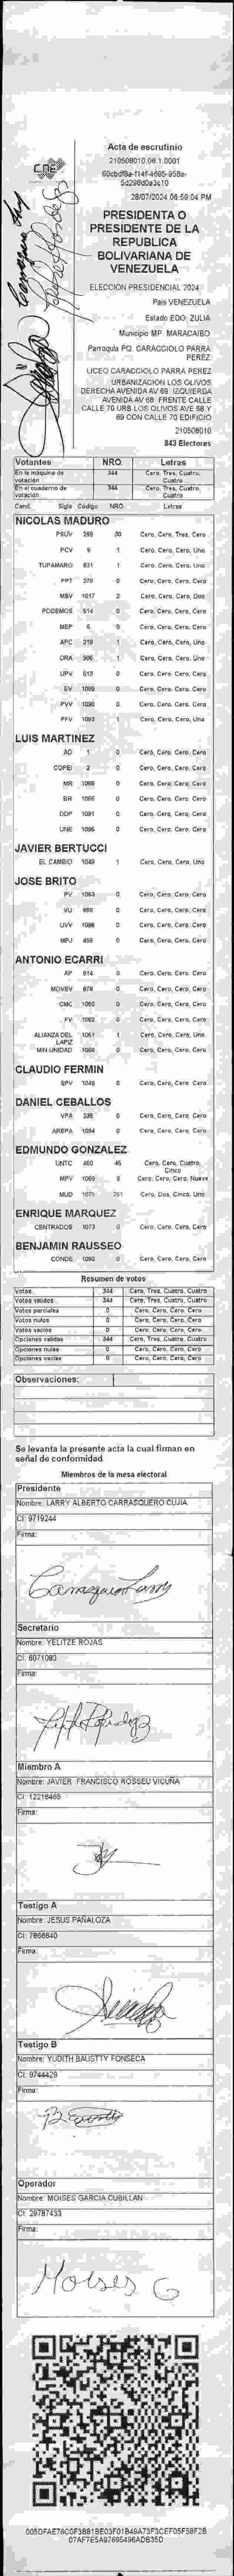 CNE
Acta de escrutinio
210508010.06.1.0001
28/07/2024 06:59:04 PM
PRESIDENTA O
PRESIDENTE DE LA
REPUBLICA
BOLIVARIANA DE
VENEZUELA
ELECCIÓN PRESIDENCIAL 2024
País VENEZUELA
Estado EDO. ZULIA
Municipio MP. MARACAIBO
Parroquia PQ. CARACCIOLO PARRA
PEREZ
LICEO CARACCIOLO PARRA PEREZ
URBANIZACION LOS OLIVOS
DERECHA AVENIDA AV 69 IZQUIERDA
AVENIDA AV 68 FRENTE CALLE
CALLE 70 URB LOS OLIVOS AVE 68 Y
69 CON CALLE 70 EDIFICIO
210508010
843 Electores
Votantes NRO. Letras
En la máquina de votación 344 Cero, Tres, Cuatro, Cuatro
En el cuaderno de votación 344 Cero, Tres, Cuatro, Cuatro
Cand. Sigla Código NRO. Letras
NICOLAS MADURO
PSUV 269 30 Cero, Cero, Tres, Cero
PCV 9 1 Cero, Cero, Cero, Uno
TUPAMARO 931 1 Cero, Cero, Cero, Uno
PPT 278 0 Cero, Cero, Cero, Cero
MSV 1017 2 Cero, Cero, Cero, Dos
PODEMOS 514 0 Cero, Cero, Cero, Cero
MEP 6 0 Cero, Cero, Cero, Cero
APC 219 1 Cero, Cero, Cero, Uno
ORA 506 1 Cero, Cero, Cero, Uno
UPV 513 0 Cero, Cero, Cero, Cero
EV 1089 0 Cero, Cero, Cero, Cero
PVV 1090 0 Cero, Cero, Cero, Cero
PFV 1093 1 Cero, Cero, Cero, Uno
LUIS MARTINEZ
AD 1 0 Cero, Cero, Cero, Cero
COPEI 2 0 Cero, Cero, Cero, Cero
MR 1065 0 Cero, Cero, Cero, Cero
BR 1066 0 Cero, Cero, Cero, Cero
DDP 1091 0 Cero, Cero, Cero, Cero
UNE 1095 0 Cero, Cero, Cero, Cero
JAVIER BERTUCCI
EL CAMBIO 1048 1 Cero, Cero, Cero, Uno
JOSE BRITO
PV 1063 0 Cero, Cero, Cero, Cero
VU 968 0 Cero, Cero, Cero, Cero
UVV 1096 0 Cero, Cero, Cero, Cero
MPJ 459 0 Cero, Cero, Cero, Cero
ANTONIO ECARRI
AP 914 0 Cero, Cero, Cero, Cero
MOVEV 979 0 Cero, Cero, Cero, Cero
CMC 1050 0 Cero, Cero, Cero, Cero
FV 1062 0 Cero, Cero, Cero, Cero
ALIANZA DEL LAPIZ 1061 1 Cero, Cero, Cero, Uno
MIN UNIDAD 1068 0 Cero, Cero, Cero, Cero
CLAUDIO FERMIN
SPV 1049 0 Cero, Cero, Cero, Cero
DANIEL CEBALLOS
VPA 238 0 Cero, Cero, Cero, Cero
AREPA 1094 0 Cero, Cero, Cero, Cero
EDMUNDO GONZALEZ
UNTC 460 45 Cero, Cero, Cuatro, Cinco
MPV 1069 9 Cero, Cero, Cero, Nueve
MUD 1075 251 Cero, Dos, Cinco, Uno
ENRIQUE MARQUEZ
CENTRADOS 1073 0 Cero, Cero, Cero, Cero
BENJAMIN RAUSSEO
CONDE 1092 0 Cero, Cero, Cero, Cero
Resumen de votos
Votos 344 Cero, Tres, Cuatro, Cuatro
Votos válidos 344 Cero, Tres, Cuatro, Cuatro
Votos parciales 0 Cero, Cero, Cero, Cero
Votos nulos 0 Cero, Cero, Cero, Cero
Votos vacíos 0 Cero, Cero, Cero, Cero
Opciones válidas 344 Cero, Tres, Cuatro, Cuatro
Opciones nulas 0 Cero, Cero, Cero, Cero
Opciones vacías 0 Cero, Cero, Cero, Cero
Observaciones:
Se levanta la presente acta la cual firman en
señal de conformidad
Miembros de la mesa electoral
Presidente
Nombre: LARRY ALBERTO CARRASQUERO CUJIA
CI: 9719244
Firma:
Carrasquero Larry
Secretario
Nombre: YELITZE ROJAS
CI: 6071093
Firma:
Miembro A
Nombre: JAVIER FRANCISCO ROSSEU VICUÑA
CI: 12216465
Firma:
Testigo A
Nombre: JESUS PAÑALOZA
CI: 7866840
Firma:
Testigo B
Nombre: YUDITH BAUSTTY FONSECA
CI: 9744429
Firma:
Operador
Nombre: MOISES GARCIA CUBILLAN
CI: 29787433
Firma:
Moises G